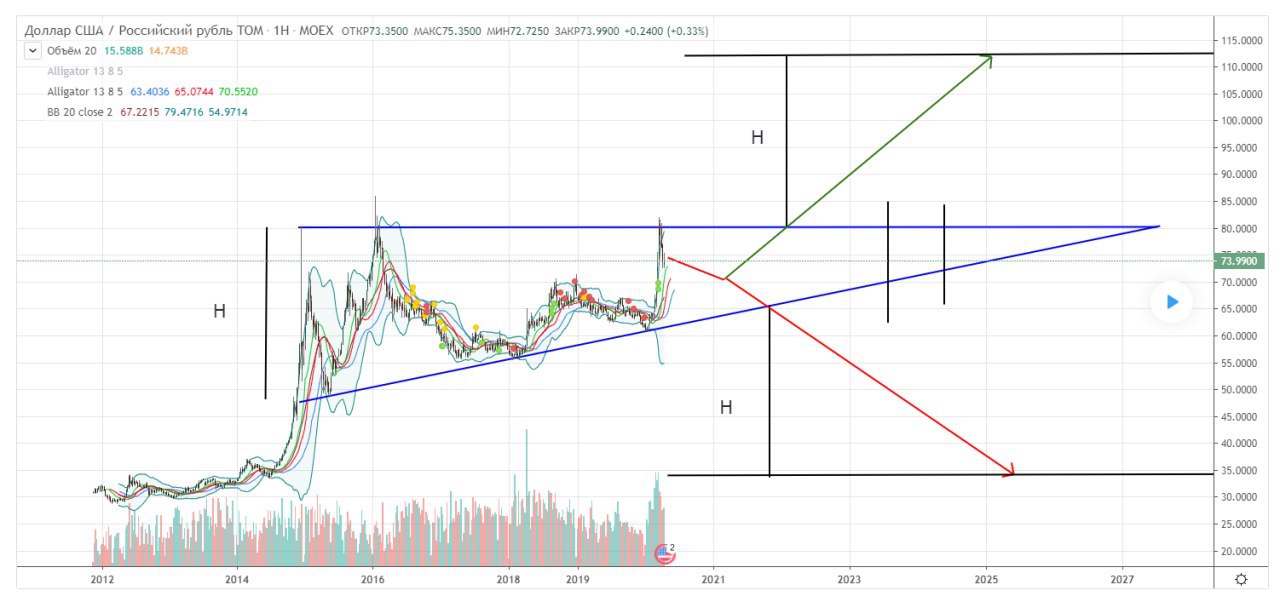 Доллар США / Российский рубль ТОМ · 1Н · MOEX ОТКР73.3500 МАКС75.3500 МИН72.7250 ЗАКР73.9900 +0.2400 (+0.33%)
Объём 20 15.588B 14.743B
Alligator 13 8 5
Alligator 13 8 5 63.4036 65.0744 70.5520
BB 20 close 2 67.2215 79.4716 54.9714
H
H
H
115.0000
110.0000
105.0000
100.0000
95.0000
90.0000
85.0000
80.0000
73.9900
70.0000
65.0000
60.0000
55.0000
50.0000
45.0000
40.0000
35.0000
30.0000
25.0000
20.0000
2
2012 2014 2016 2018 2019 2021 2023 2025 2027